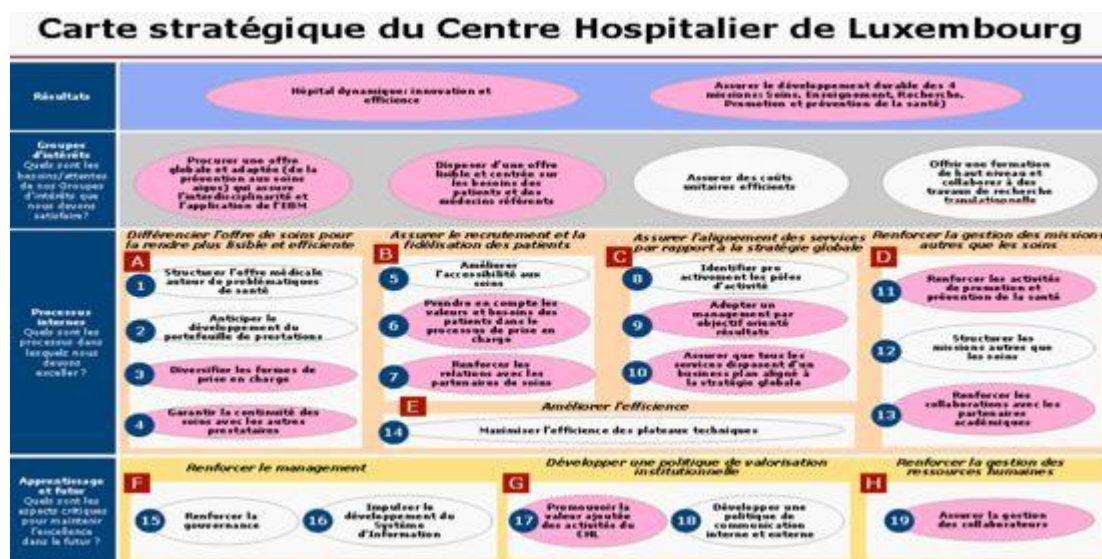 Carte stratégique du Centre Hospitalier de Luxembourg
Résultats
Hôpital dynamique: innovation et
efficience
Assurer le développement durable des 4
missions: Soins, Enseignement, Recherche,
Promotion et prévention de la santé)
Groupes
d'intérêts
Quels sont les
besoins/attentes
de nos Groupes
d'intérêts que
nous devons
satisfaire ?
Procurer une offre
globale et adaptée (de la
prévention aux soins
aigus) qui assure
l'interdisciplinarité et
l'application de l'EBM
Disposer d'une offre
lisible et centrée sur
les besoins des
patients et des
médecins référents
Assurer des coûts
unitaires efficients
Offrir une formation
de haut niveau et
collaborer à des
travaux de recherche
translationnelle
Processus
internes
Quels sont les
processus dans
lesquels nous
devons
exceller ?
Différencier l'offre de soins pour
la rendre plus lisible et efficiente
A
1
Structurer l'offre médicale
autour de problématiques
de santé
2
Anticiper le
développement du
portefeuille de prestations
3
Diversifier les formes de
prise en charge
4
Garantir la continuité des
soins avec les autres
prestataires
Assurer le recrutement et la
fidélisation des patients
B
5
Améliorer
l'accessibilité aux
soins
6
Prendre en compte les
valeurs et besoins des
patients dans le
processus de prise en
charge
7
Renforcer les
relations avec les
partenaires de soins
Assurer l'alignement des services
par rapport à la stratégie globale
C
8
Identifier pro
activement les pôles
d'activité
9
Adopter un
management par
objectif orienté
résultats
10
Assurer que tous les
services disposent d'un
business plan aligné à
la stratégie globale
E
Améliorer l'efficience
14
Maximiser l'efficience des plateaux techniques
Renforcer la gestion des missions
autres que les soins
D
11
Renforcer les activités
de promotion et
prévention de la santé
12
Structurer les
missions autres que
les soins
13
Renforcer les
collaborations avec les
partenaires
académiques
Apprentissage
et futur
Quels sont les
aspects critiques
pour maintenir
l'excellence
dans le futur ?
F
Renforcer le management
15
Renforcer la
gouvernance
16
Impulser le
développement du
Système
d'Information
G
Développer une politique de valorisation
institutionnelle
17
Promouvoir la
valeur ajoutée
des activités du
CHL
18
Développer une
politique de
communication
interne et externe
Renforcer la gestion des
ressources humaines
H
19
Assurer la gestion
des collaborateurs